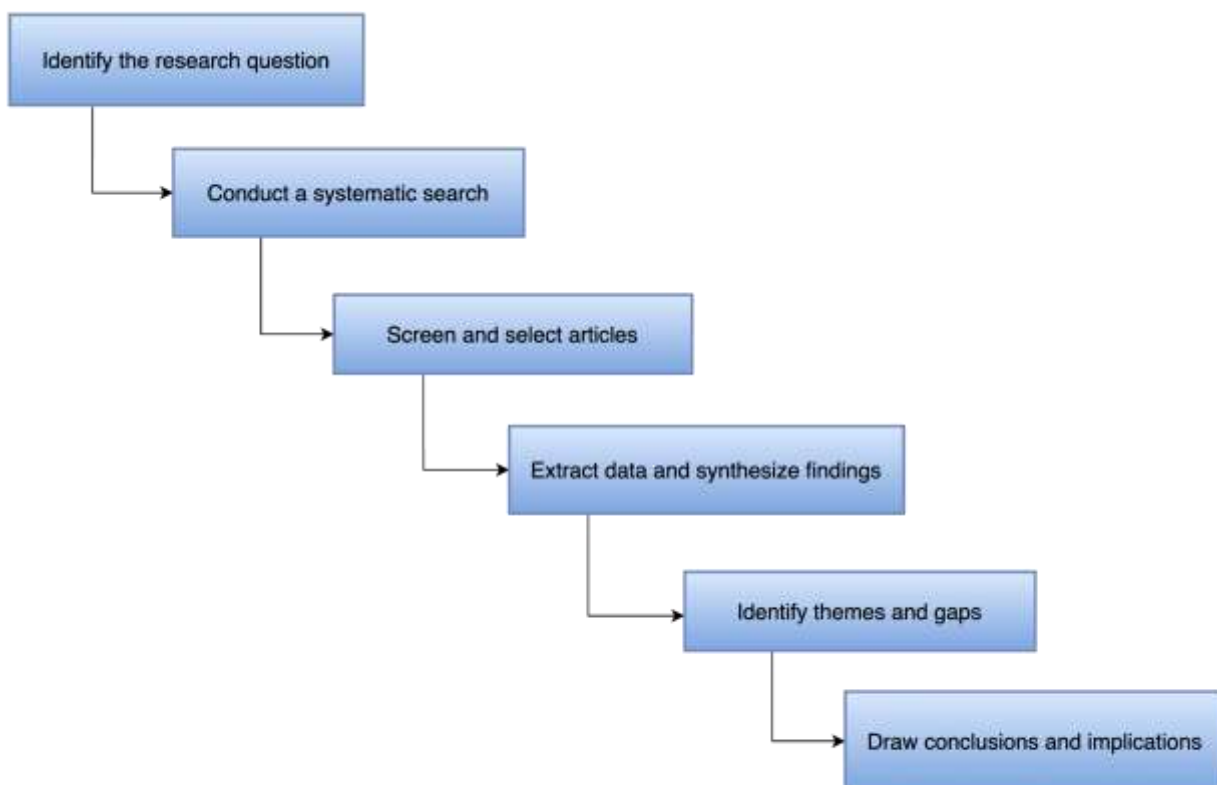 Identify the research question
Conduct a systematic search
Screen and select articles
Extract data and synthesize findings
Identify themes and gaps
Draw conclusions and implications